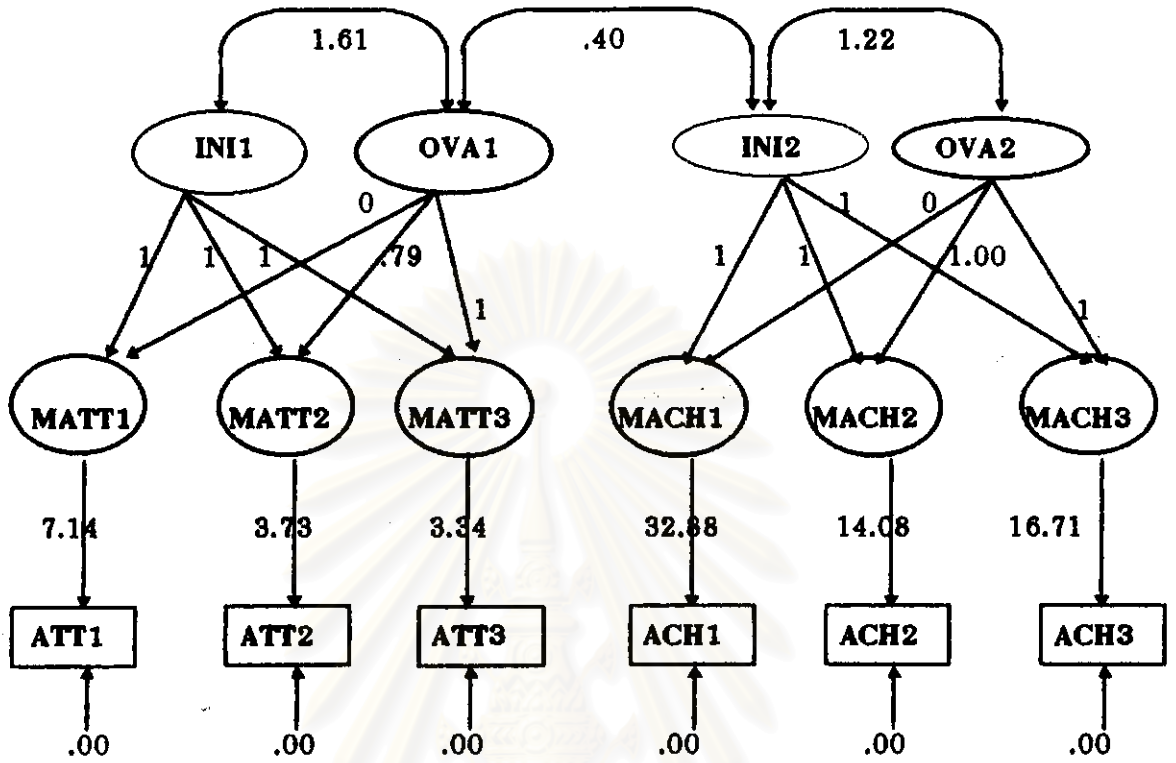 1.61 .40 1.22
INI1 OVA1 INI2 OVA2
0 1 0
1 1 1 .79 1 1 1.00
1 1
MATT1 MATT2 MATT3 MACH1 MACH2 MACH3
7.14 3.73 3.34 32.88 14.08 16.71
ATT1 ATT2 ATT3 ACH1 ACH2 ACH3
.00 .00 .00 .00 .00 .00